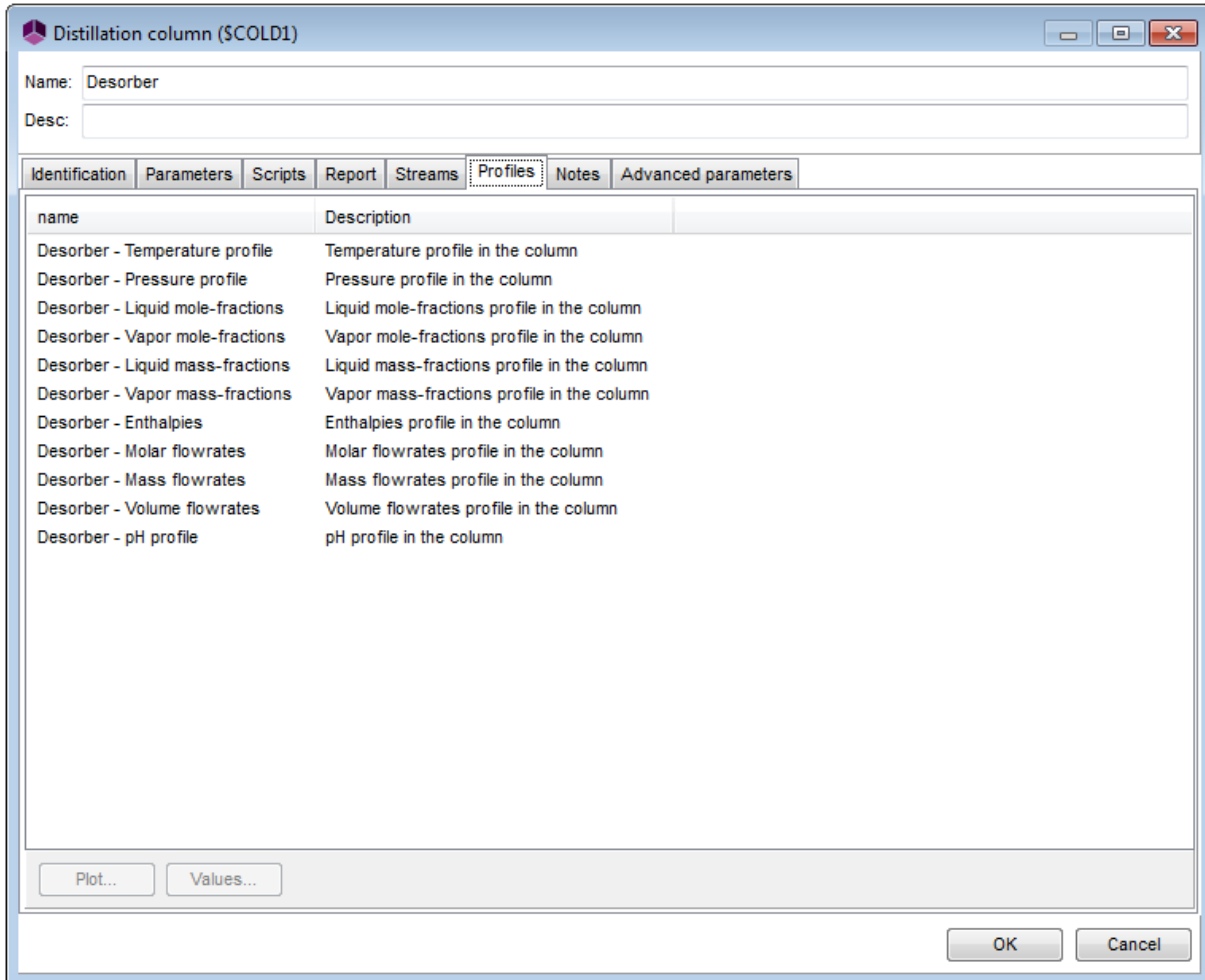 Distillation column ($COLD1)
Name: Desorber
Desc:
Identification Parameters Scripts Report Streams Profiles Notes Advanced parameters
name Description
Desorber - Temperature profile Temperature profile in the column
Desorber - Pressure profile Pressure profile in the column
Desorber - Liquid mole-fractions Liquid mole-fractions profile in the column
Desorber - Vapor mole-fractions Vapor mole-fractions profile in the column
Desorber - Liquid mass-fractions Liquid mass-fractions profile in the column
Desorber - Vapor mass-fractions Vapor mass-fractions profile in the column
Desorber - Enthalpies Enthalpies profile in the column
Desorber - Molar flowrates Molar flowrates profile in the column
Desorber - Mass flowrates Mass flowrates profile in the column
Desorber - Volume flowrates Volume flowrates profile in the column
Desorber - pH profile pH profile in the column
Plot... Values...
OK Cancel